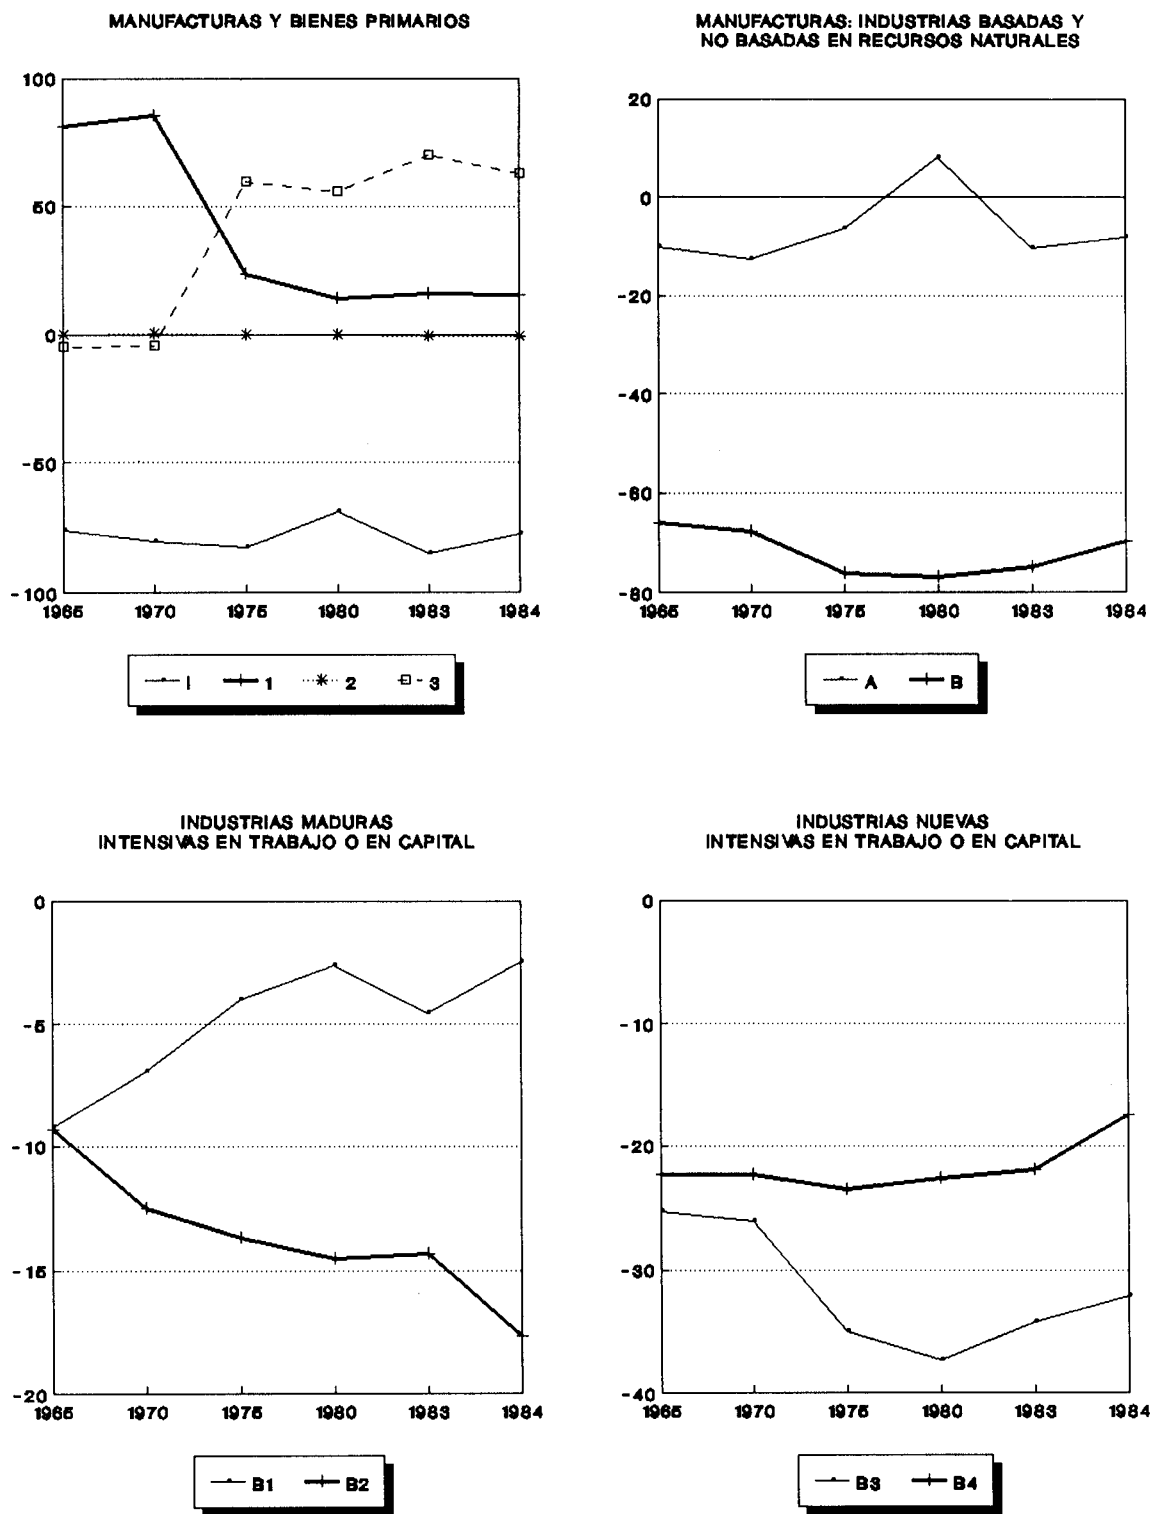 MANUFACTURAS Y BIENES PRIMARIOS
100
50
0
-50
-100
1965 1970 1975 1980 1983 1984
I 1 2 3
MANUFACTURAS: INDUSTRIAS BASADAS Y
NO BASADAS EN RECURSOS NATURALES
20
0
-20
-40
-60
-80
1965 1970 1975 1980 1983 1984
A B
INDUSTRIAS MADURAS
INTENSIVAS EN TRABAJO O EN CAPITAL
0
-5
-10
-15
-20
1965 1970 1975 1980 1983 1984
B1 B2
INDUSTRIAS NUEVAS
INTENSIVAS EN TRABAJO O EN CAPITAL
0
-10
-20
-30
-40
1965 1970 1975 1980 1983 1984
B3 B4